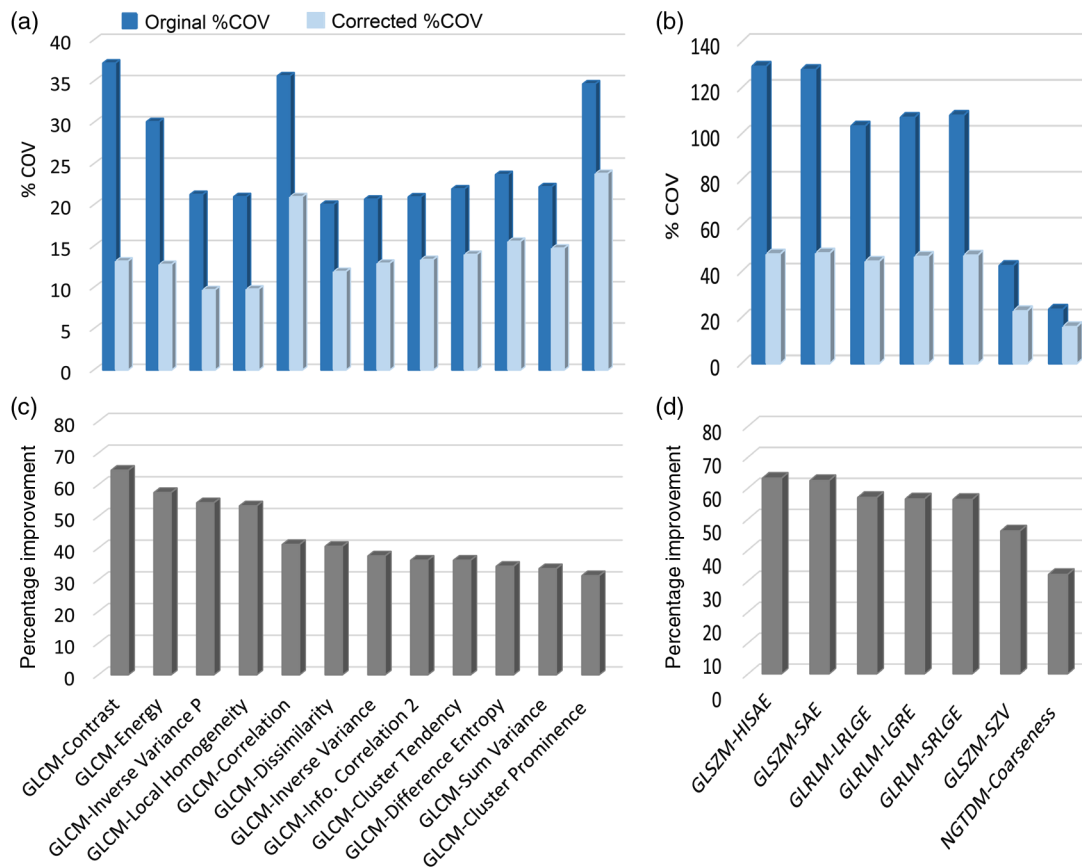 (a)
Orginal %COV
Corrected %COV
% COV
40
35
30
25
20
15
10
5
0
(b)
% COV
140
120
100
80
60
40
20
0
(c)
Percentage improvement
80
70
60
50
40
30
20
10
0
GLCM-Contrast
GLCM-Energy
GLCM-Inverse Variance P
GLCM-Local Homogeneity
GLCM-Correlation
GLCM-Dissimilarity
GLCM-Inverse Variance
GLCM-Info. Correlation 2
GLCM-Cluster Tendency
GLCM-Difference Entropy
GLCM-Sum Variance
GLCM-Cluster Prominence
(d)
Percentage improvement
80
70
60
50
40
30
20
10
0
GLSZM-HISAE
GLSZM-SAE
GLRLM-LRLGE
GLRLM-LGRE
GLRLM-SRLGE
GLSZM-SZV
NGTDM-Coarseness